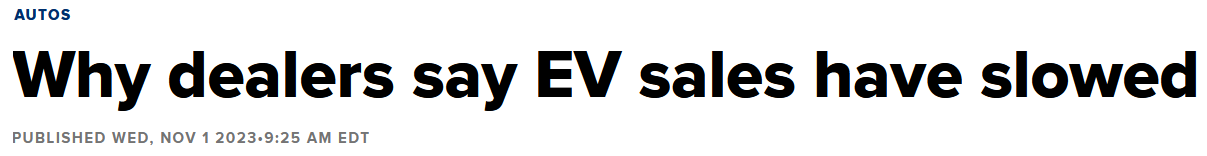 AUTOS
Why dealers say EV sales have slowed
PUBLISHED WED, NOV 1 2023•9:25 AM EDT